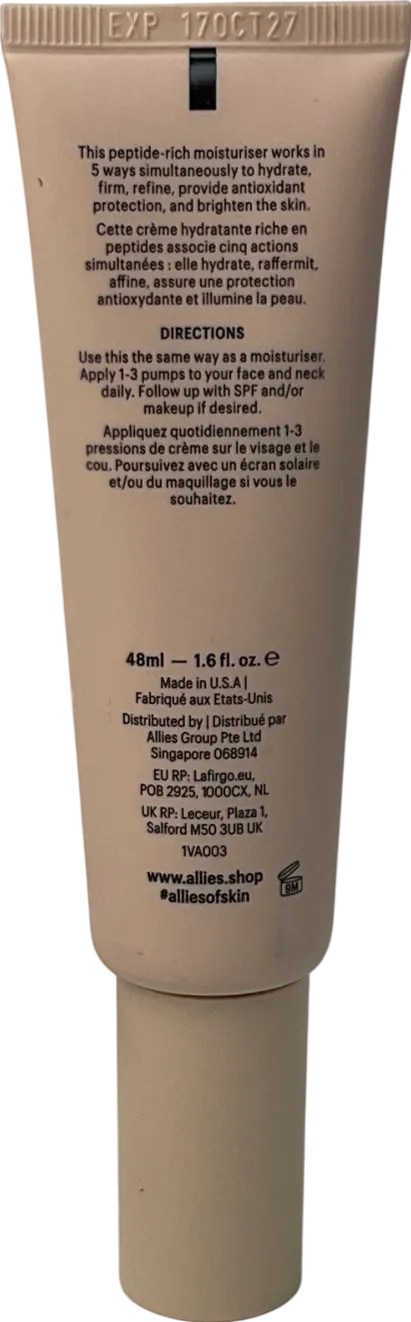 EXP 17OCT27
This peptide-rich moisturiser works in
5 ways simultaneously to hydrate,
firm, refine, provide antioxidant
protection, and brighten the skin.
Cette crème hydratante riche en
peptides associe cinq actions
simultanées : elle hydrate, raffermit,
affine, assure une protection
antioxydante et illumine la peau.
DIRECTIONS
Use this the same way as a moisturiser.
Apply 1-3 pumps to your face and neck
daily. Follow up with SPF and/or
makeup if desired.
Appliquez quotidiennement 1-3
pressions de crème sur le visage et le
cou. Poursuivez avec un écran solaire
et/ou du maquillage si vous le
souhaitez.
48ml — 1.6 fl. oz. ℮
Made in U.S.A |
Fabriqué aux Etats-Unis
Distributed by | Distribué par
Allies Group Pte Ltd
Singapore 068914
EU RP: Lafirgo.eu,
POB 2925, 1000CX, NL
UK RP: Leceur, Plaza 1,
Salford M50 3UB UK
1VA003
www.allies.shop
#alliesofskin
9M